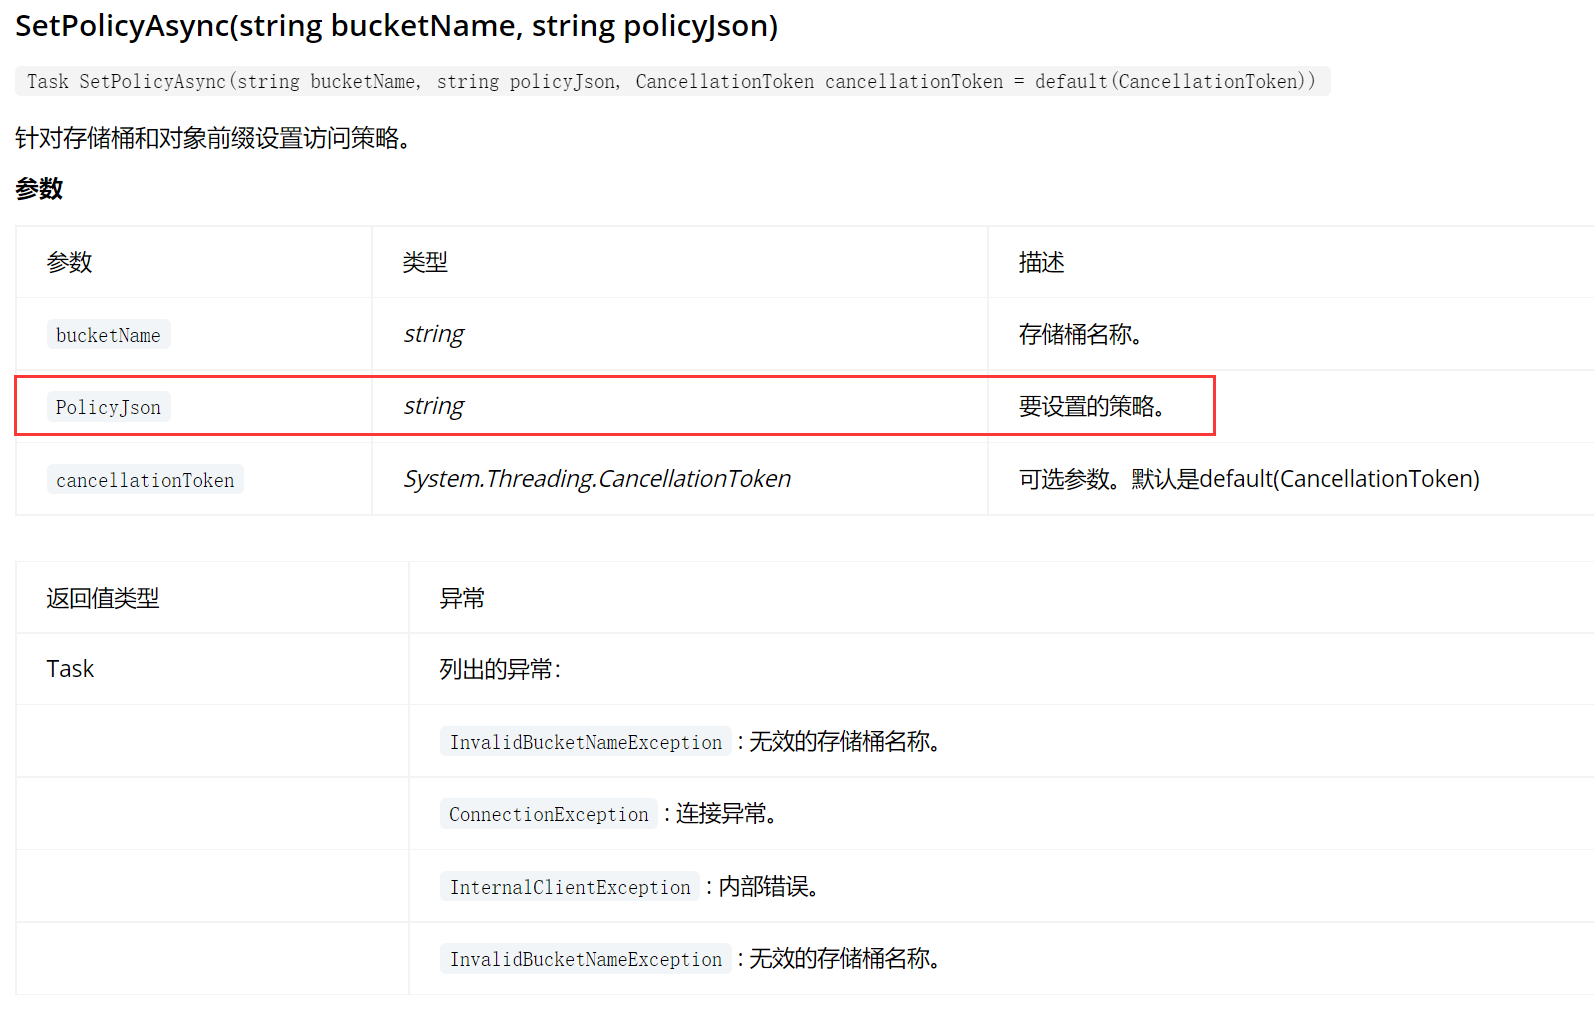 SetPolicyAsync(string bucketName, string policyJson)
Task SetPolicyAsync(string bucketName, string policyJson, CancellationToken cancellationToken = default(CancellationToken))
针对存储桶和对象前缀设置访问策略。
参数
参数 类型 描述
bucketName string 存储桶名称。
PolicyJson string 要设置的策略。
cancellationToken System.Threading.CancellationToken 可选参数。默认是default(CancellationToken)
返回值类型 异常
Task 列出的异常：
InvalidBucketNameException : 无效的存储桶名称。
ConnectionException : 连接异常。
InternalClientException : 内部错误。
InvalidBucketNameException : 无效的存储桶名称。